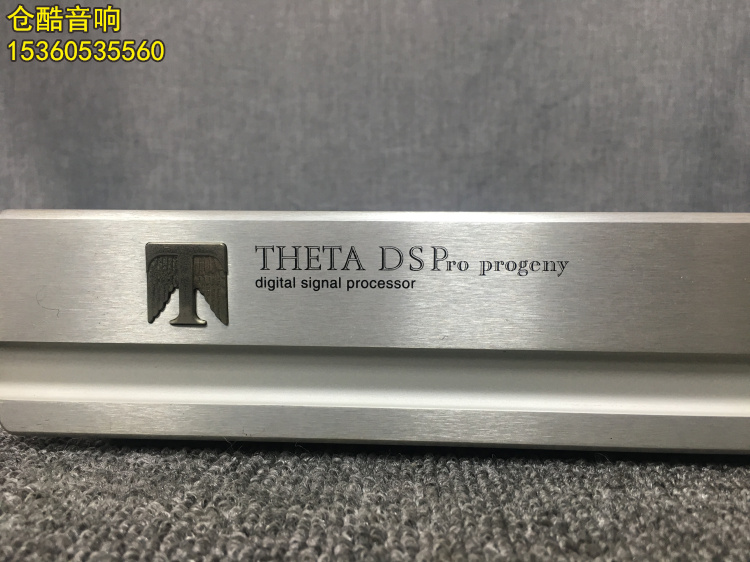 仓酷音响
15360535560
T
THETA DSPro progeny
digital signal processor